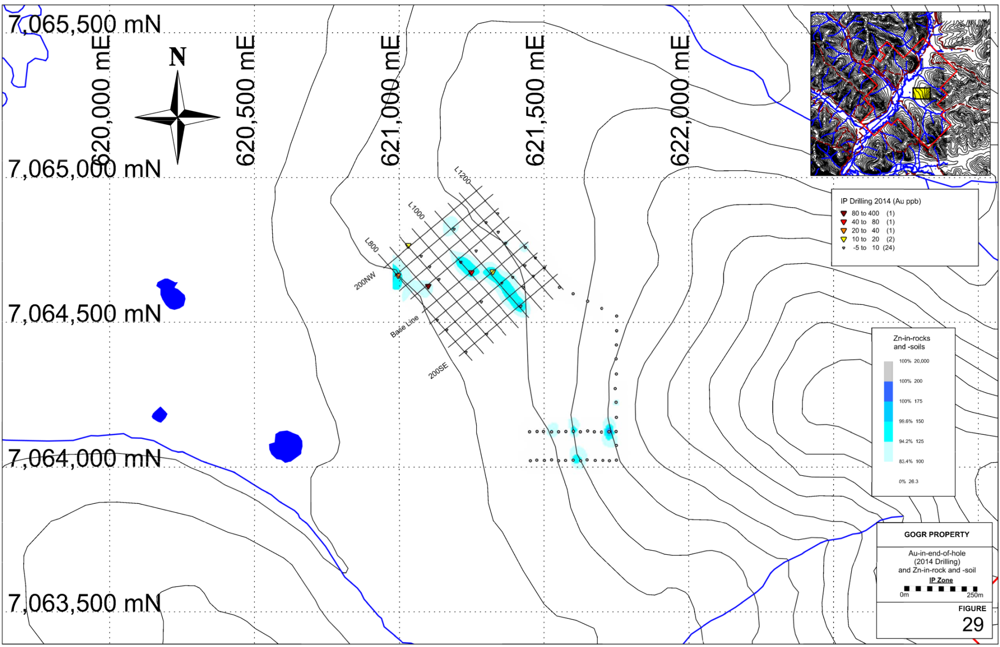 7,065,500 mN
620,000 mE
620,500 mE
621,000 mE
621,500 mE
622,000 mE
N
7,065,000 mN
L1200
L1000
L800
200NW
Base Line
200SE
7,064,500 mN
7,064,000 mN
7,063,500 mN
IP Drilling 2014 (Au ppb)
80 to 400 (1)
40 to 80 (1)
20 to 40 (1)
10 to 20 (2)
-5 to 10 (24)
Zn-in-rocks
and -soils
100% 20,000
100% 200
100% 175
99.6% 150
94.2% 125
83.4% 100
0% 26.3
GOGR PROPERTY
Au-in-end-of-hole
(2014 Drilling)
and Zn-in-rock and -soil
IP Zone
0m 250m
FIGURE
29